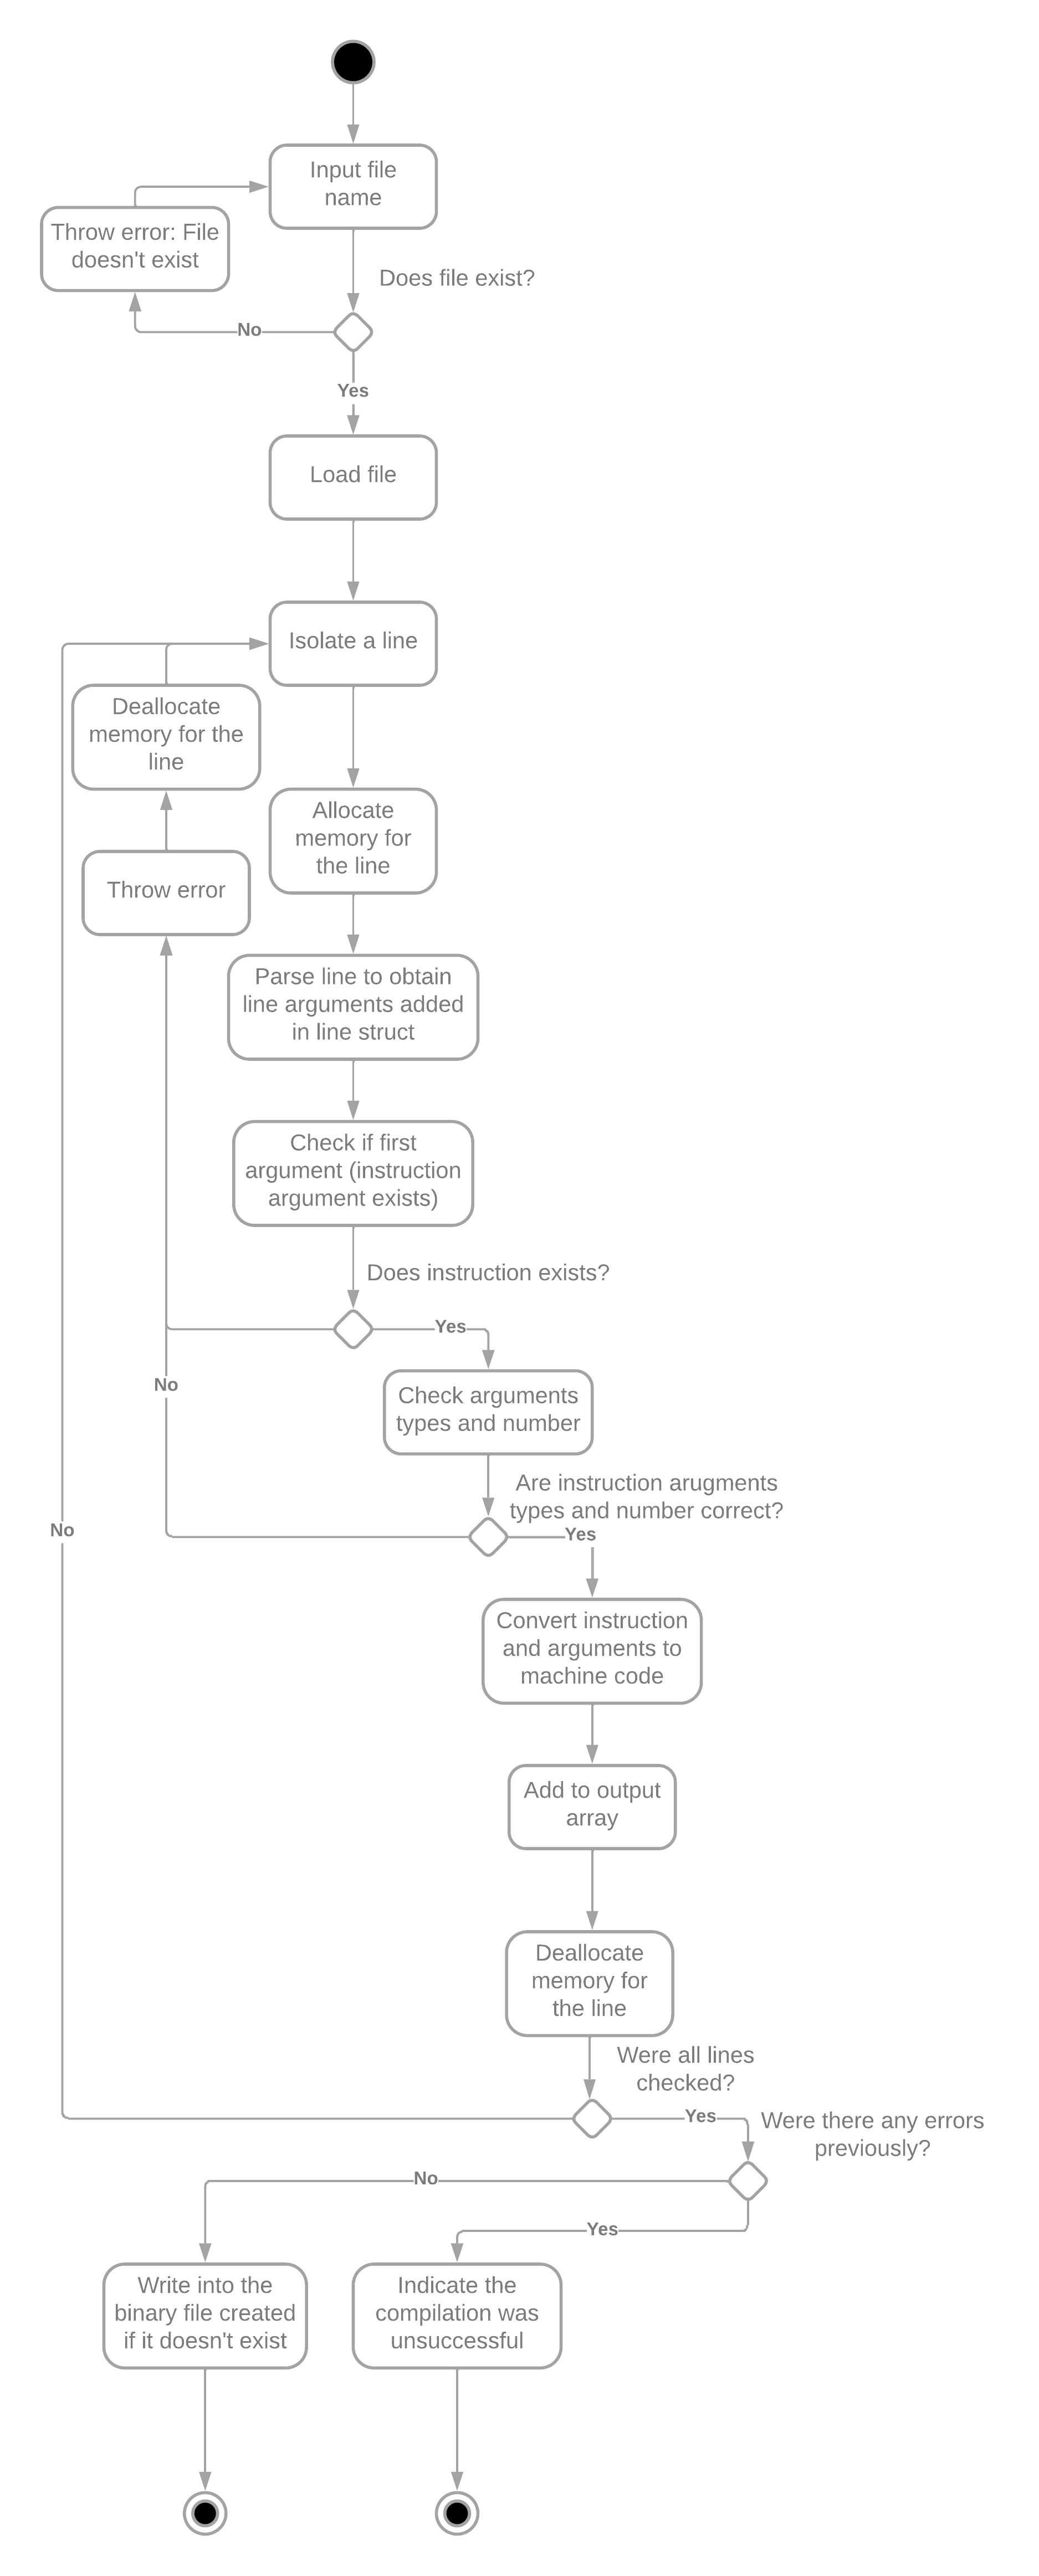 Input file
name
Throw error: File
doesn't exist
Does file exist?
No
Yes
Load file
Isolate a line
Deallocate
memory for the
line
Allocate
memory for
the line
Throw error
Parse line to obtain
line arguments added
in line struct
Check if first
argument (instruction
argument exists)
Does instruction exists?
Yes
No
Check arguments
types and number
Are instruction arugments
types and number correct?
Yes
No
Convert instruction
and arguments to
machine code
Add to output
array
Deallocate
memory for
the line
Were all lines
checked?
Yes
Were there any errors
previously?
No
Yes
Write into the
binary file created
if it doesn't exist
Indicate the
compilation was
unsuccessful